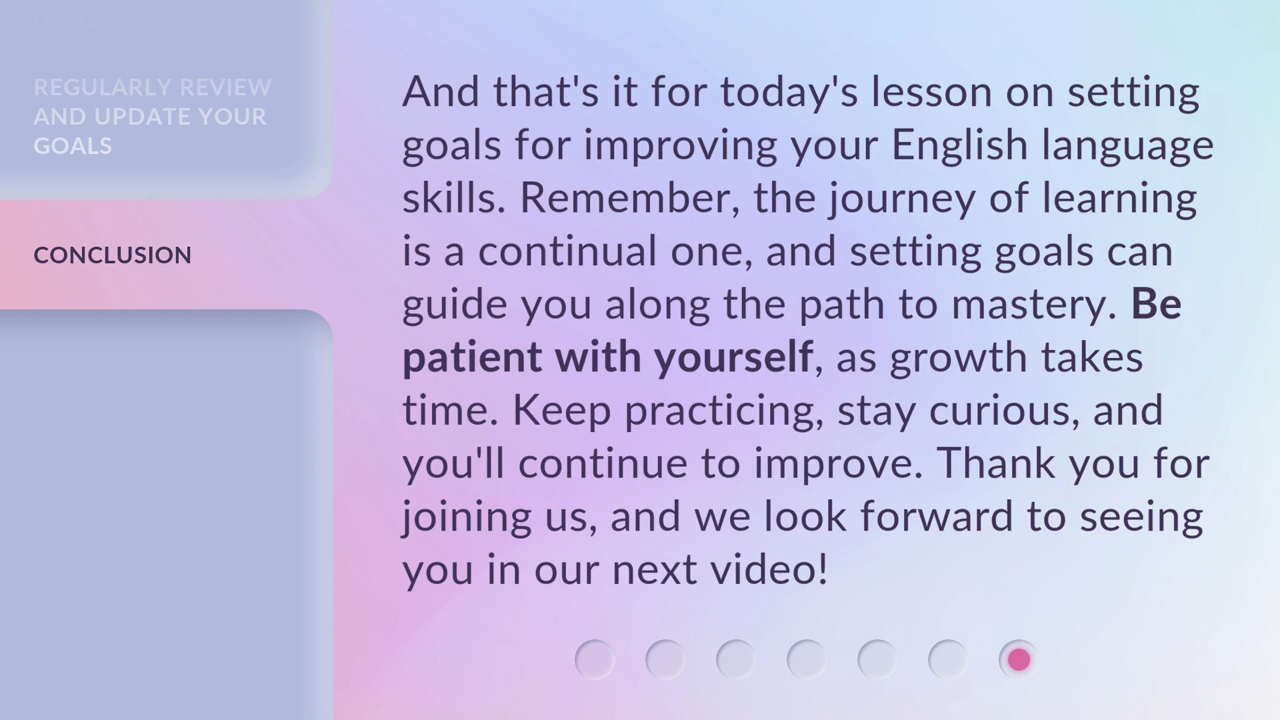 REGULARLY REVIEW
AND UPDATE YOUR
GOALS
CONCLUSION
And that's it for today's lesson on setting
goals for improving your English language
skills. Remember, the journey of learning
is a continual one, and setting goals can
guide you along the path to mastery. Be
patient with yourself, as growth takes
time. Keep practicing, stay curious, and
you'll continue to improve. Thank you for
joining us, and we look forward to seeing
you in our next video!